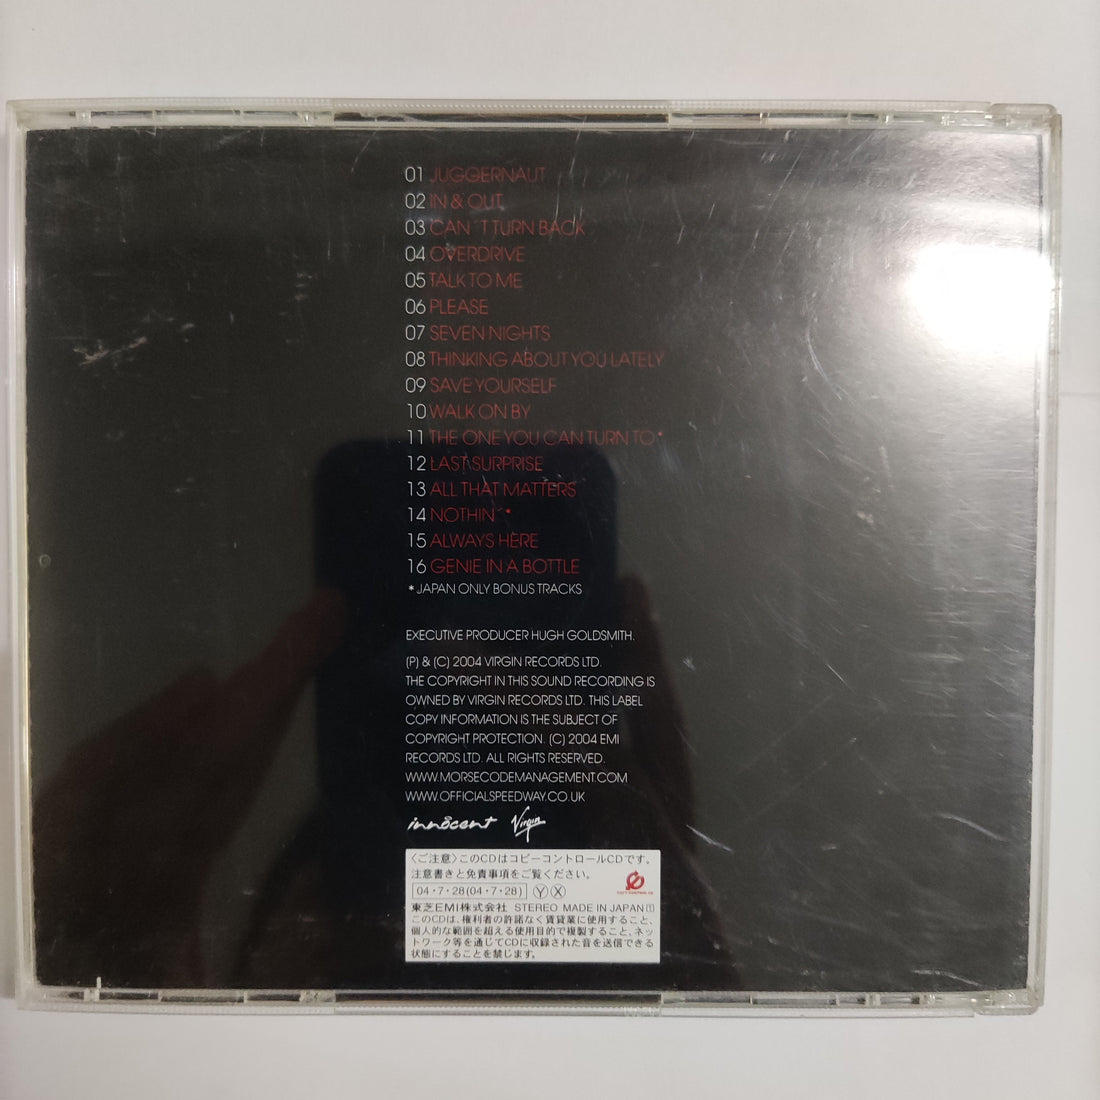 01 JUGGERNAUT
02 IN & OUT
03 CAN´T TURN BACK
04 OVERDRIVE
05 TALK TO ME
06 PLEASE
07 SEVEN NIGHTS
08 THINKING ABOUT YOU LATELY
09 SAVE YOURSELF
10 WALK ON BY
11 THE ONE YOU CAN TURN TO*
12 LAST SURPRISE
13 ALL THAT MATTERS
14 NOTHIN´*
15 ALWAYS HERE
16 GENIE IN A BOTTLE
*JAPAN ONLY BONUS TRACKS
EXECUTIVE PRODUCER HUGH GOLDSMITH.
(P) & (C) 2004 VIRGIN RECORDS LTD.
THE COPYRIGHT IN THIS SOUND RECORDING IS
OWNED BY VIRGIN RECORDS LTD. THIS LABEL
COPY INFORMATION IS THE SUBJECT OF
COPYRIGHT PROTECTION. (C) 2004 EMI
RECORDS LTD. ALL RIGHTS RESERVED.
WWW.MORSECODEMANAGEMENT.COM
WWW.OFFICIALSPEEDWAY.CO.UK
innocent Virgin
〈ご注意〉このCDはコピーコントロールCDです。
注意書きと免責事項をご覧ください。
04・7・28(04・7・28) Ⓨ Ⓧ
東芝EMI株式会社 STEREO MADE IN JAPAN 1
このCDは、権利者の許諾なく賃貸業に使用すること、
個人的な範囲を超える使用目的で複製すること、ネッ
トワーク等を通じてCDに収録された音を送信できる
状態にすることを禁じます。